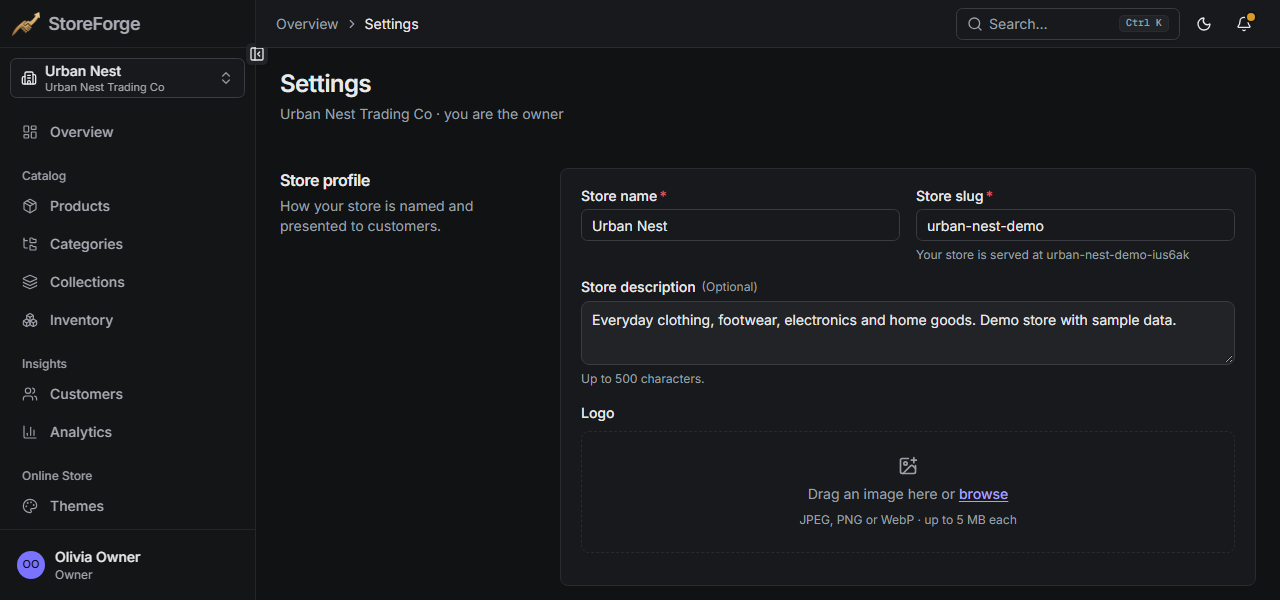 StoreForge
Overview > Settings
Search...
Ctrl K
Urban Nest
Urban Nest Trading Co
Overview
Catalog
Products
Categories
Collections
Inventory
Insights
Customers
Analytics
Online Store
Themes
OO
Olivia Owner
Owner
Settings
Urban Nest Trading Co · you are the owner
Store profile
How your store is named and
presented to customers.
Store name *
Urban Nest
Store slug *
urban-nest-demo
Your store is served at urban-nest-demo-ius6ak
Store description (Optional)
Everyday clothing, footwear, electronics and home goods. Demo store with sample data.
Up to 500 characters.
Logo
Drag an image here or browse
JPEG, PNG or WebP · up to 5 MB each